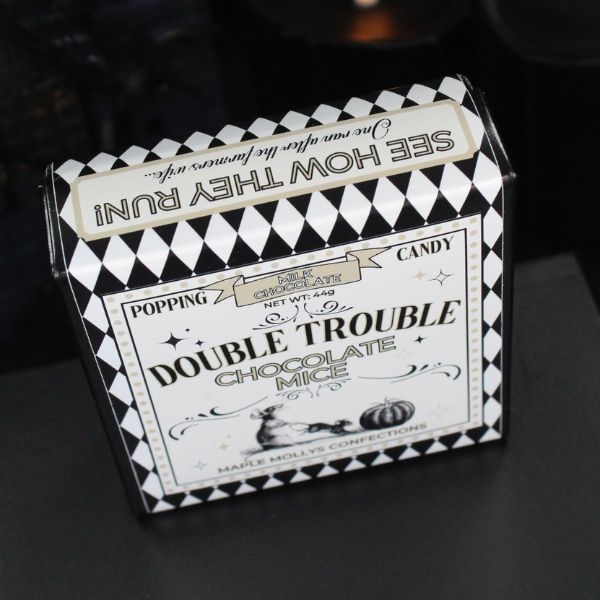 SEE HOW THEY RUN!
One ran after the farmers wife...
POPPING
MILK
CHOCOLATE
CANDY
NET WT: 44g
DOUBLE TROUBLE
CHOCOLATE
MICE
MAPLE MOLLYS CONFECTIONS